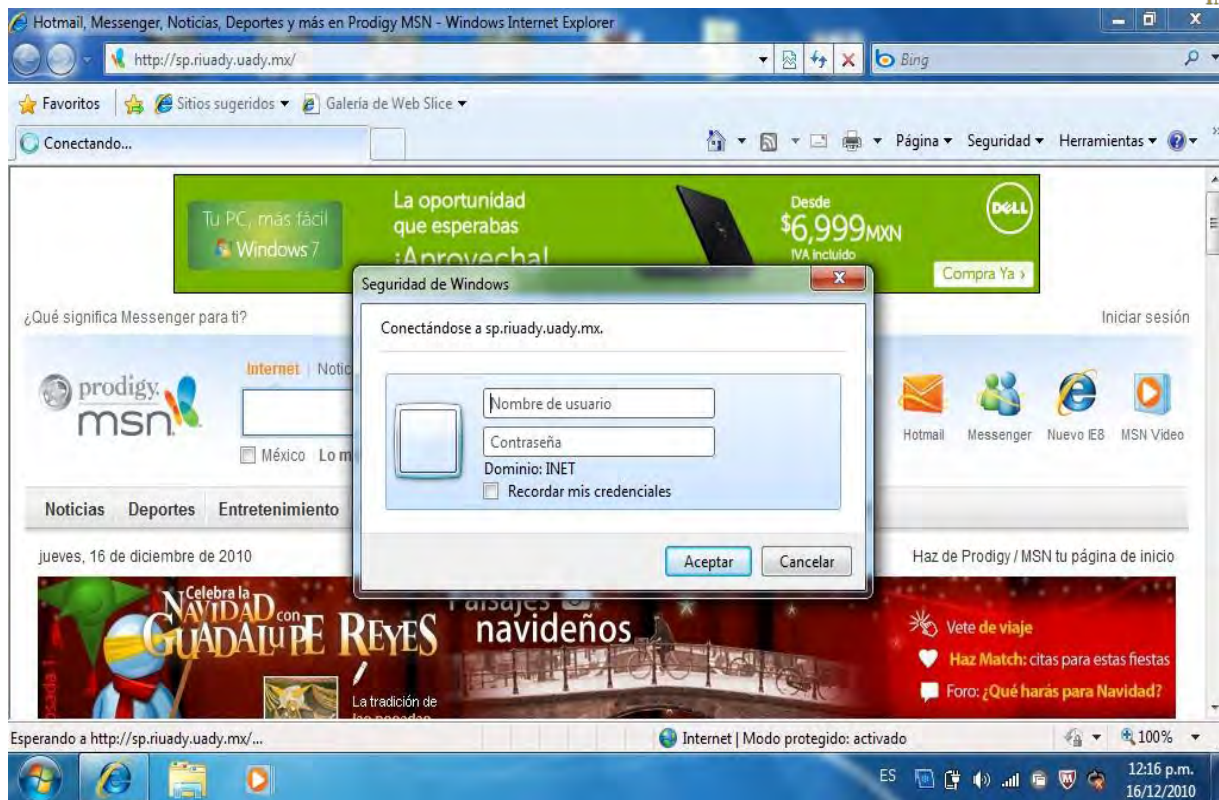 Hotmail, Messenger, Noticias, Deportes y más en Prodigy MSN - Windows Internet Explorer
http://sp.riuady.uady.mx/
Bing
Favoritos Sitios sugeridos Galería de Web Slice
Conectando...
Página Seguridad Herramientas
Tu PC, más fácil
Windows 7
La oportunidad
que esperabas
¡Aprovecha!
Desde
$6,999MXN
IVA Incluido
DELL
Compra Ya ›
¿Qué significa Messenger para ti?
Iniciar sesión
prodigy
msn
Internet
México
Hotmail Messenger Nuevo IE8 MSN Video
Seguridad de Windows
Conectándose a sp.riuady.uady.mx.
Nombre de usuario
Contraseña
Dominio: INET
Recordar mis credenciales
Aceptar Cancelar
Noticias Deportes Entretenimiento
jueves, 16 de diciembre de 2010
Haz de Prodigy / MSN tu página de inicio
Celebra la
NAVIDAD con
GUADALUPE REYES
La tradición de
las posadas
Paisajes
navideños
Vete de viaje
Haz Match: citas para estas fiestas
Foro: ¿Qué harás para Navidad?
Esperando a http://sp.riuady.uady.mx/...
Internet | Modo protegido: activado
100%
ES
12:16 p.m.
16/12/2010